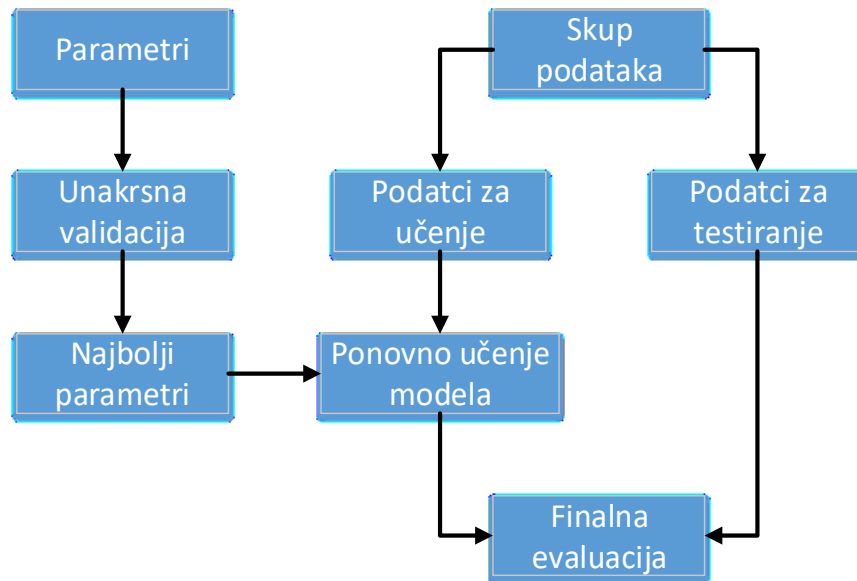 Parametri
Skup
podataka
Unakrsna
validacija
Podatci za
učenje
Podatci za
testiranje
Najbolji
parametri
Ponovno učenje
modela
Finalna
evaluacija